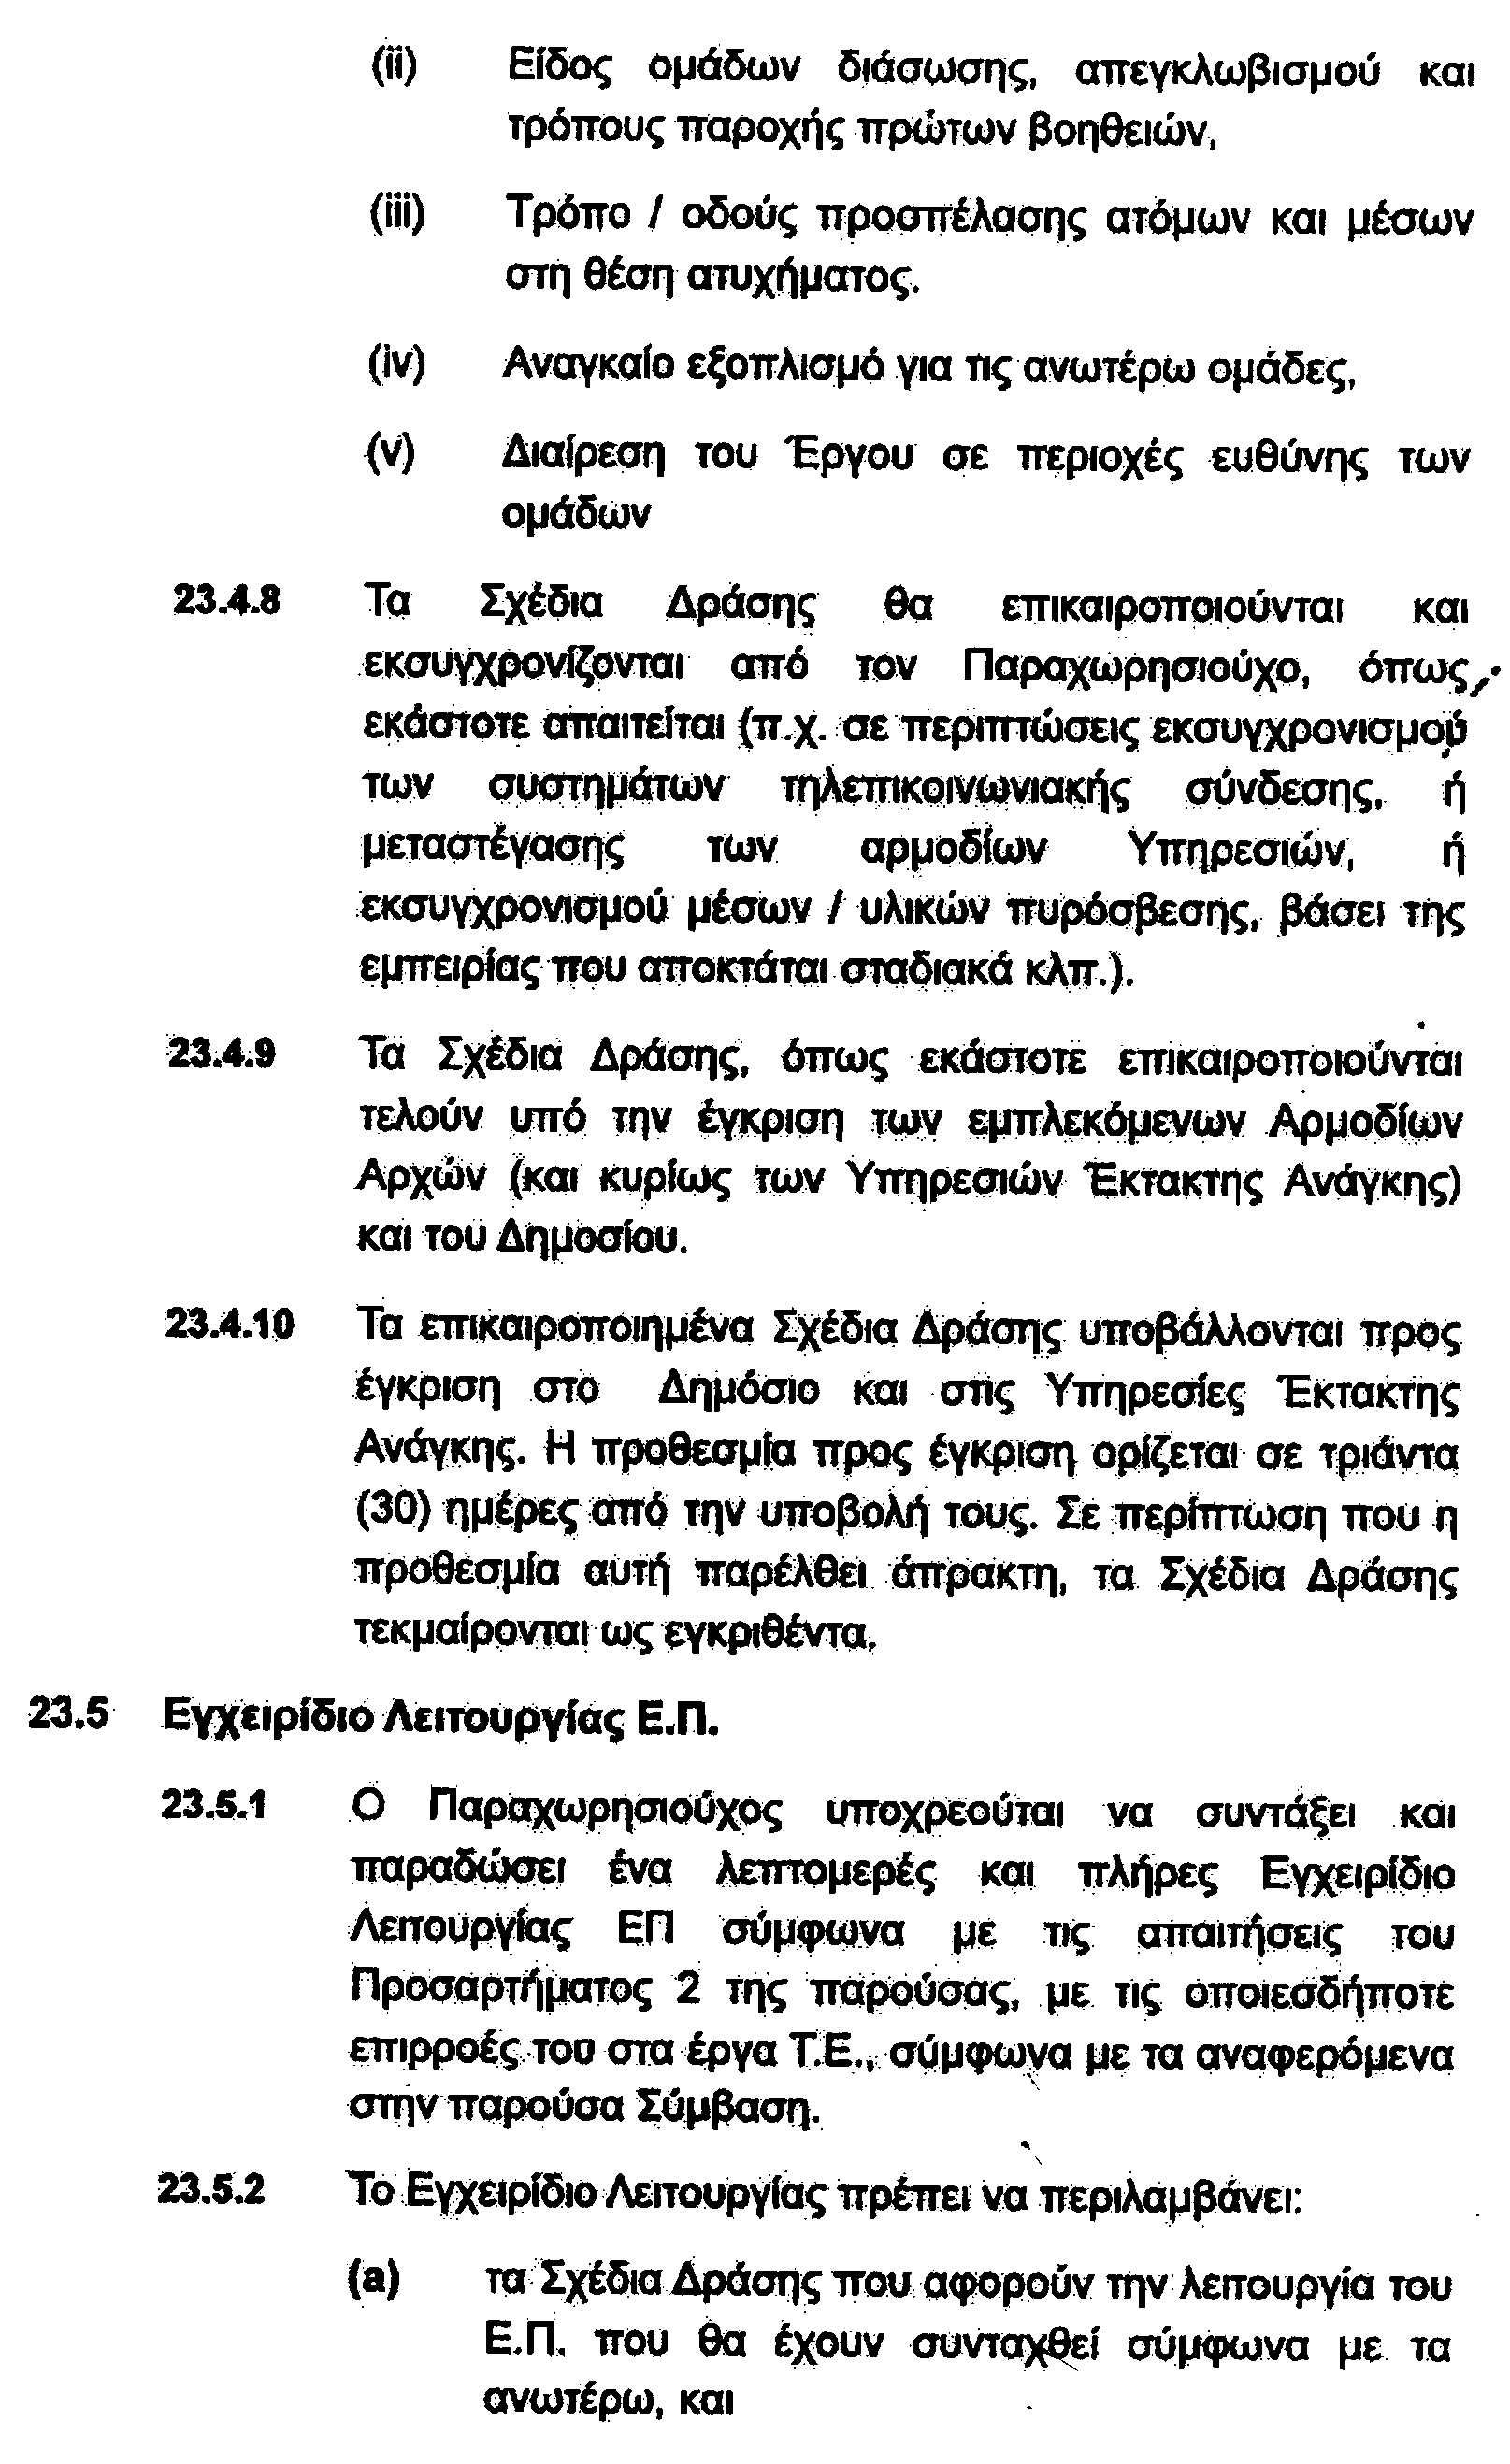 (ii) Είδος ομάδων διάσωσης, απεγκλωβισμού και
τρόπους παροχής πρώτων βοηθειών,
(iii) Τρόπο / οδούς προσπέλασης ατόμων και μέσων
στη θέση ατυχήματος.
(iv) Αναγκαίο εξοπλισμό για τις ανωτέρω ομάδες,
(v) Διαίρεση του Έργου σε περιοχές ευθύνης των
ομάδων
23.4.8 Τα Σχέδια Δράσης θα επικαιροποιούνται και
εκσυγχρονίζονται από τον Παραχωρησιούχο, όπως
εκάστοτε απαιτείται (π.χ. σε περιπτώσεις εκσυγχρονισμού
των συστημάτων τηλεπικοινωνιακής σύνδεσης, ή
μεταστέγασης των αρμοδίων Υπηρεσιών, ή
εκσυγχρονισμού μέσων / υλικών πυρόσβεσης, βάσει της
εμπειρίας που αποκτάται σταδιακά κλπ.).
23.4.9 Τα Σχέδια Δράσης, όπως εκάστοτε επικαιροποιούνται
τελούν υπό την έγκριση των εμπλεκόμενων Αρμοδίων
Αρχών (και κυρίως των Υπηρεσιών Έκτακτης Ανάγκης)
και του Δημοσίου.
23.4.10 Τα επικαιροποιημένα Σχέδια Δράσης υποβάλλονται προς
έγκριση στο Δημόσιο και στις Υπηρεσίες Έκτακτης
Ανάγκης. Η προθεσμία προς έγκριση ορίζεται σε τριάντα
(30) ημέρες από την υποβολή τους. Σε περίπτωση που η
προθεσμία αυτή παρέλθει άπρακτη, τα Σχέδια Δράσης
τεκμαίρονται ως εγκριθέντα.
23.5 Εγχειρίδιο Λειτουργίας Ε.Π.
23.5.1 Ο Παραχωρησιούχος υποχρεούται να συντάξει και
παραδώσει ένα λεπτομερές και πλήρες Εγχειρίδιο
Λειτουργίας ΕΠ σύμφωνα με τις απαιτήσεις του
Προσαρτήματος 2 της παρούσας, με τις οποιεσδήποτε
επιρροές του στα έργα Τ.Ε., σύμφωνα με τα αναφερόμενα
στην παρούσα Σύμβαση.
23.5.2 Το Εγχειρίδιο Λειτουργίας πρέπει να περιλαμβάνει:
(a) τα Σχέδια Δράσης που αφορούν την λειτουργία του
Ε.Π. που θα έχουν συνταχθεί σύμφωνα με τα
ανωτέρω, και